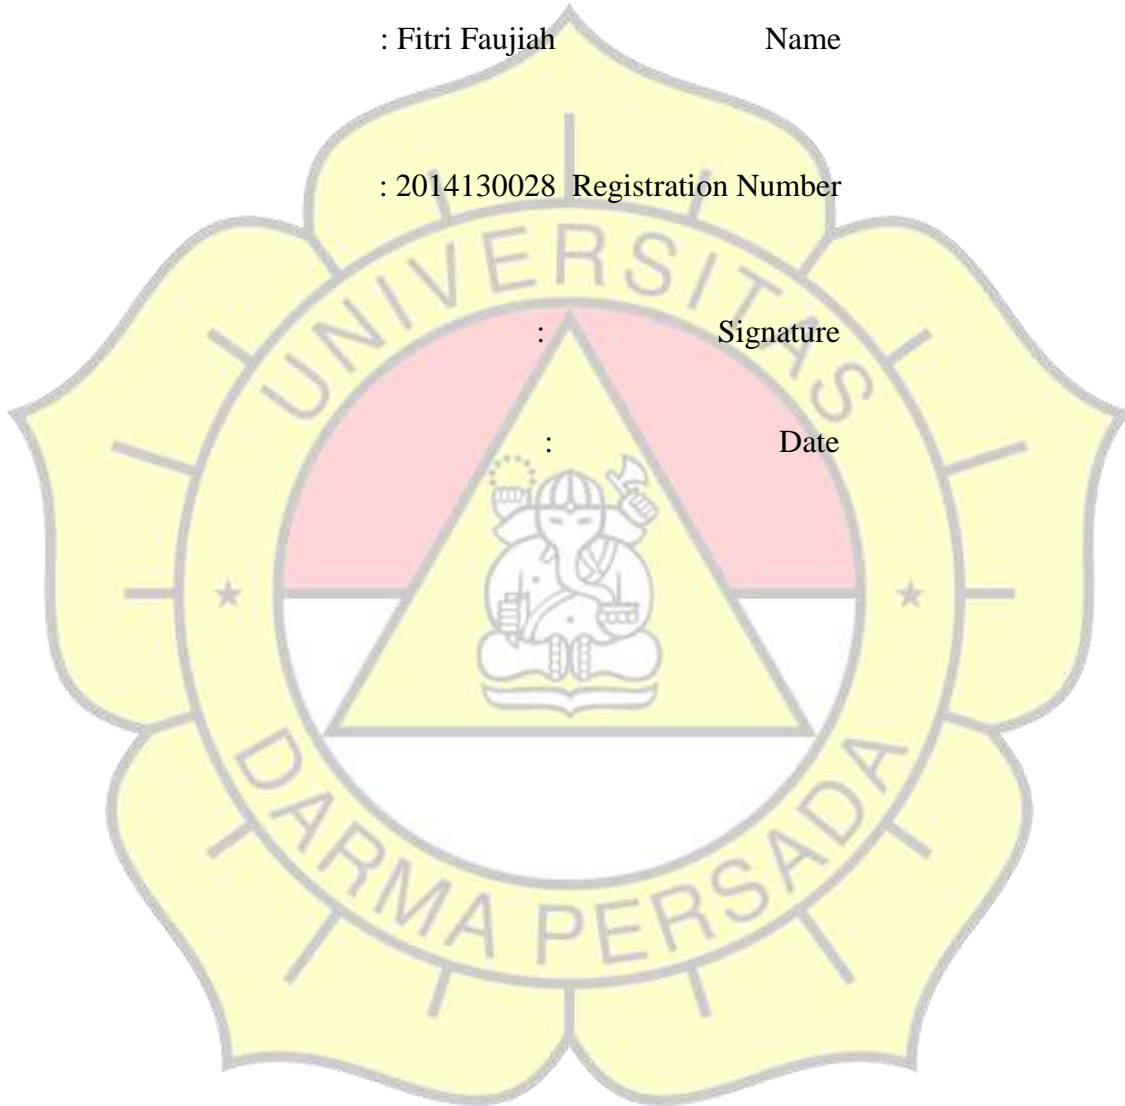 : Fitri Faujiah Name
: 2014130028 Registration Number
: Signature
: Date
UNIVERSITAS
DARMA PERSADA